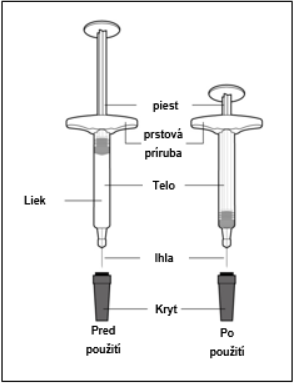 piest
prstová
príruba
Telo
Liek
Ihla
Kryt
Pred
použití
Po
použití